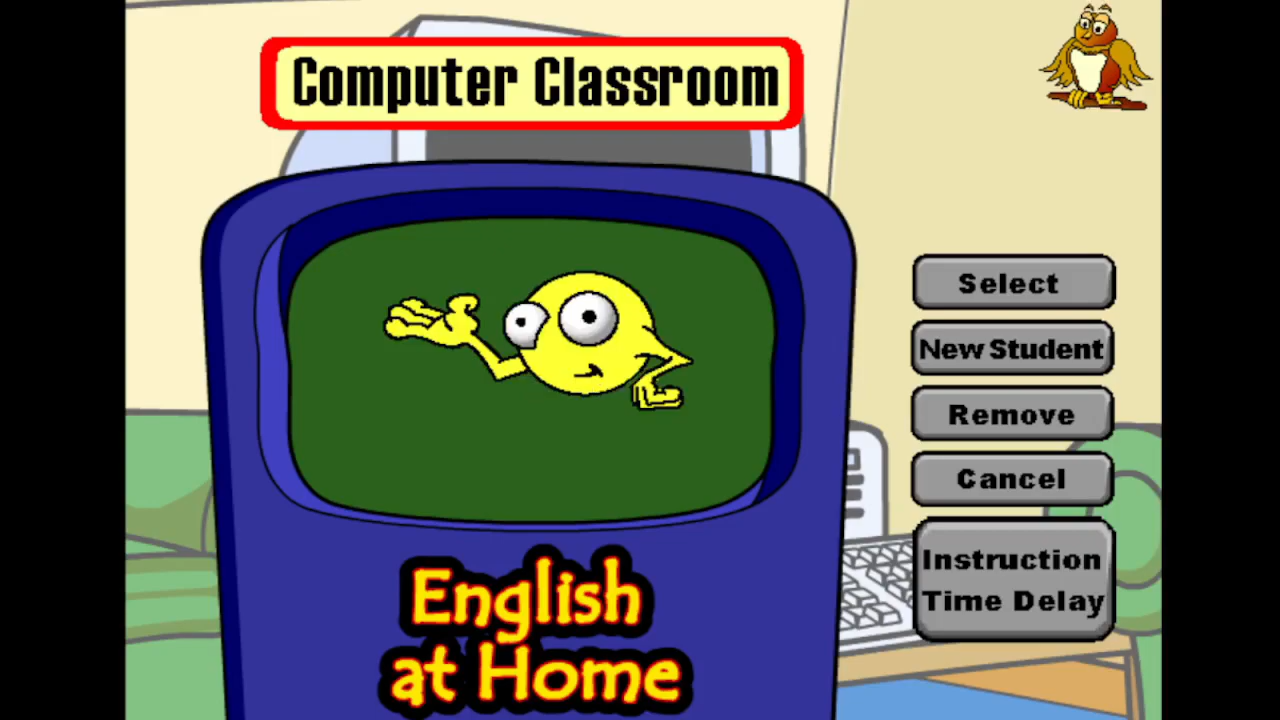 Computer Classroom
Select
New Student
Remove
Cancel
Instruction
Time Delay
English
at Home